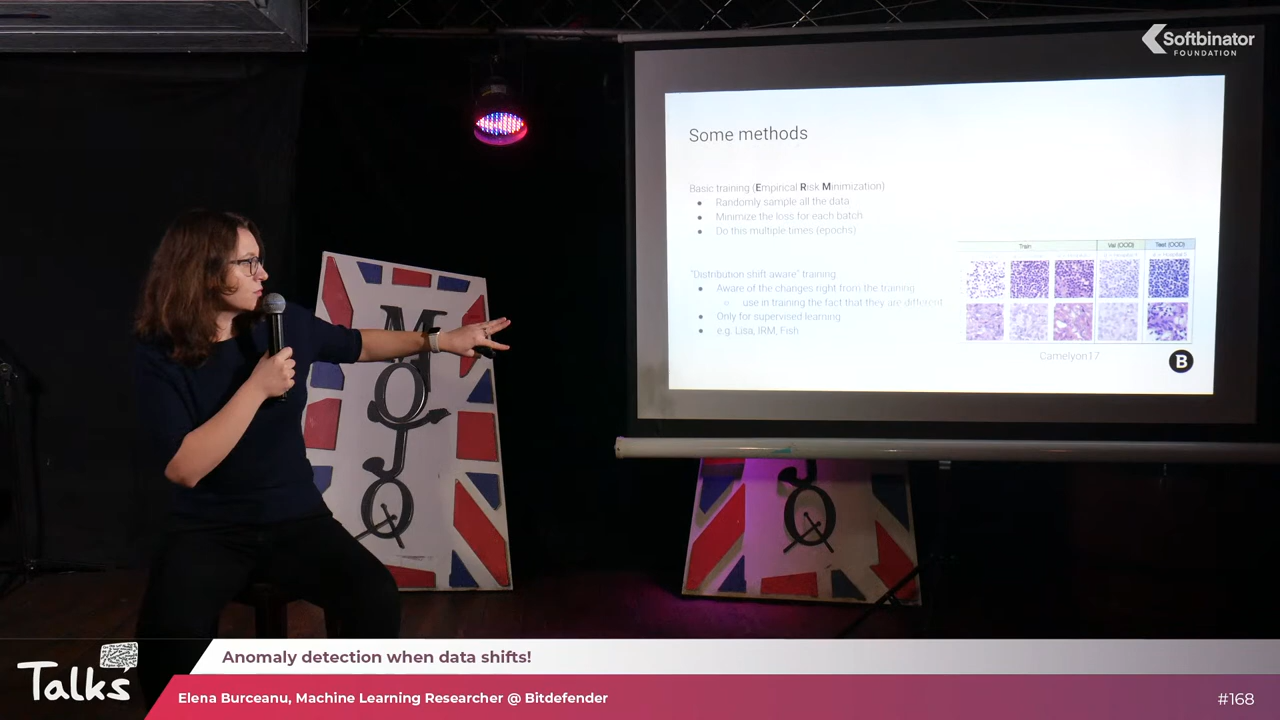 Softbinator
FOUNDATION
Some methods
Basic training (Empirical Risk Minimization)
● Randomly sample all the data
● Minimize the loss for each batch
● Do this multiple times (epochs)
"Distribution shift aware" training
● Aware of the changes right from the training
○ use in training the fact that they are different
● Only for supervised learning
● e.g. Lisa, IRM, Fish
Train Val (OOD) Test (OOD)
Camelyon17
B
MOJO
JO
Talks
Anomaly detection when data shifts!
Elena Burceanu, Machine Learning Researcher @ Bitdefender
#168